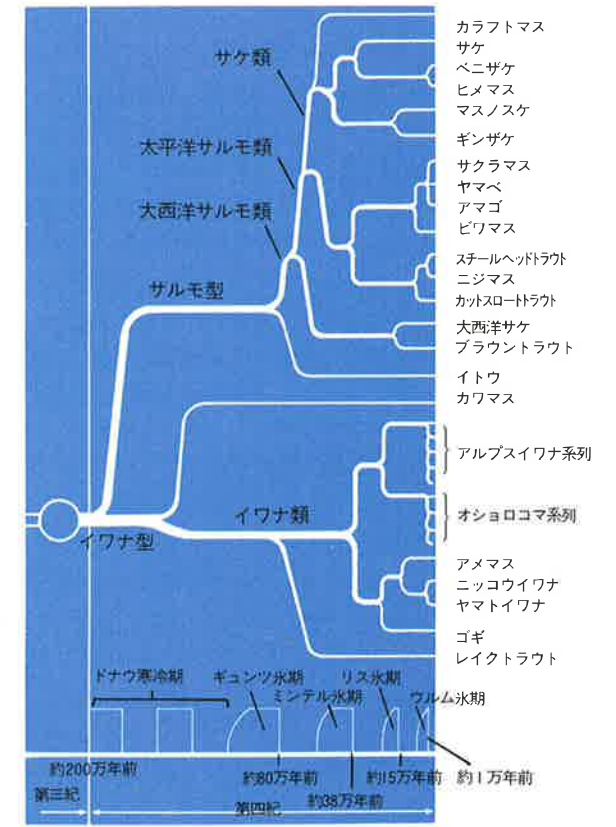 カラフトマス
サケ
ベニザケ
ヒメマス
マスノスケ
ギンザケ
サクラマス
ヤマベ
アマゴ
ビワマス
スチールヘッドトラウト
ニジマス
カットスロートトラウト
大西洋サケ
ブラウントラウト
イトウ
カワマス
アルプスイワナ系列
オショロコマ系列
アメマス
ニッコウイワナ
ヤマトイワナ
ゴギ
レイクトラウト
サケ類
太平洋サルモ類
大西洋サルモ類
サルモ型
イワナ類
イワナ型
ドナウ寒冷期
ギュンツ氷期
ミンデル氷期
リス氷期
ウルム氷期
約200万年前
約80万年前
約38万年前
約15万年前
約1万年前
第三紀
第四紀